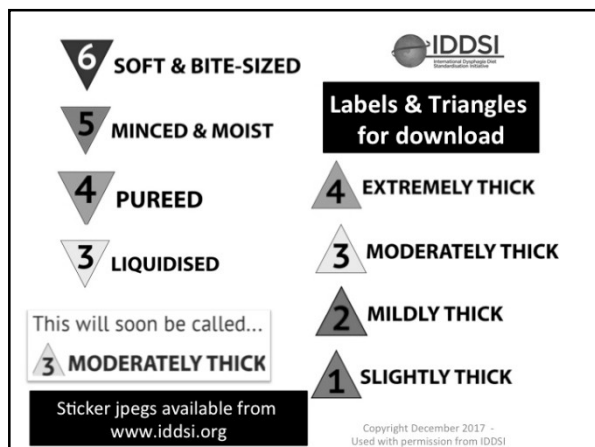 6 SOFT & BITE-SIZED
5 MINCED & MOIST
4 PUREED
3 LIQUIDISED
This will soon be called...
3 MODERATELY THICK
Sticker jpegs available from
www.iddsi.org
IDDSI
International Dysphagia Diet
Standardisation Initiative
Labels & Triangles
for download
4 EXTREMELY THICK
3 MODERATELY THICK
2 MILDLY THICK
1 SLIGHTLY THICK
Copyright December 2017 -
Used with permission from IDDSI